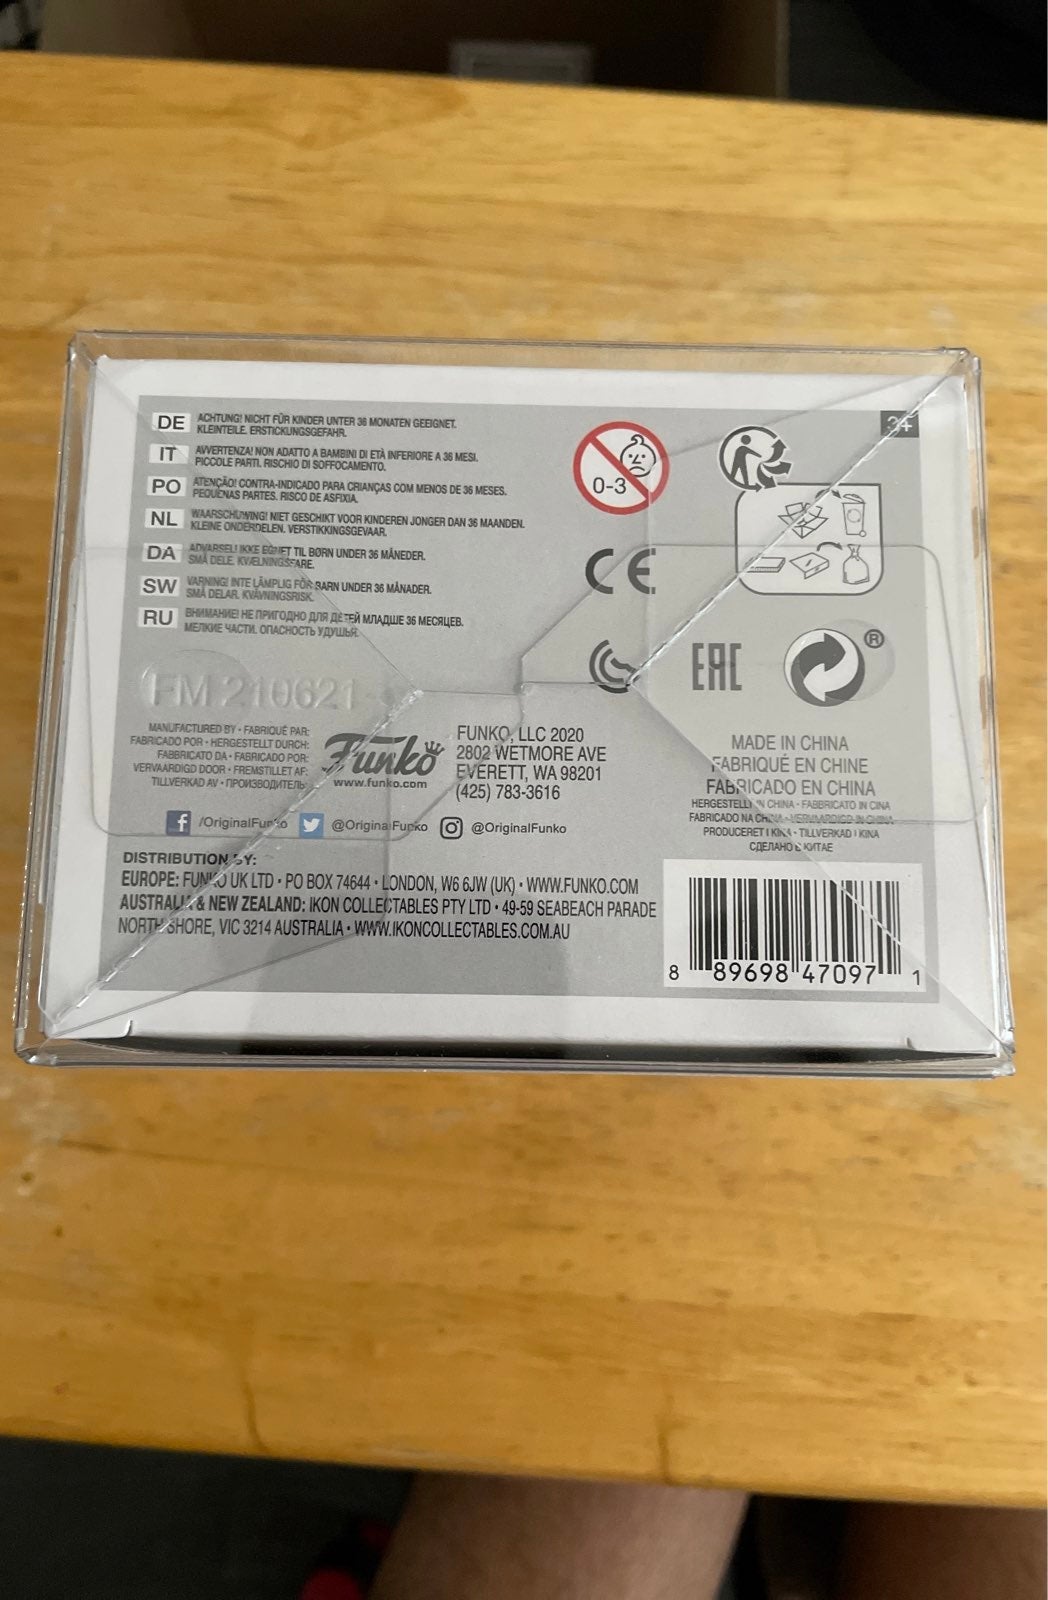 DE ACHTUNG! NICHT FÜR KINDER UNTER 36 MONATEN GEEIGNET.
KLEINTEILE. ERSTICKUNGSGEFAHR.
IT AVVERTENZA! NON ADATTO A BAMBINI DI ETÀ INFERIORE A 36 MESI.
PICCOLE PARTI. RISCHIO DI SOFFOCAMENTO.
PO ATENÇÃO! CONTRA-INDICADO PARA CRIANÇAS COM MENOS DE 36 MESES.
PEQUENAS PARTES. RISCO DE ASFIXIA.
NL WAARSCHUWING! NIET GESCHIKT VOOR KINDEREN JONGER DAN 36 MAANDEN.
KLEINE ONDERDELEN. VERSTIKKINGSGEVAAR.
DA ADVARSEL! IKKE EGNET TIL BØRN UNDER 36 MÅNEDER.
SMÅ DELE. KVÆLNINGSFARE.
SW VARNING! INTE LÄMPLIG FÖR BARN UNDER 36 MÅNADER.
SMÅ DELAR. KVÄVNINGSRISK.
RU ВНИМАНИЕ! НЕ ПРИГОДНО ДЛЯ ДЕТЕЙ МЛАДШЕ 36 МЕСЯЦЕВ.
МЕЛКИЕ ЧАСТИ. ОПАСНОСТЬ УДУШЬЯ.
0-3
3+
CE
EAC
®
FM 210621
MANUFACTURED BY • FABRIQUÉ PAR:
FABRICADO POR • HERGESTELLT DURCH:
FABBRICATO DA • FABRICADO POR:
VERVAARDIGD DOOR • FREMSTILLET AF:
TILLVERKAD AV • ПРОИЗВОДИТЕЛЬ:
Funko
www.funko.com
FUNKO, LLC 2020
2802 WETMORE AVE
EVERETT, WA 98201
(425) 783-3616
MADE IN CHINA
FABRIQUÉ EN CHINE
FABRICADO EN CHINA
HERGESTELLT IN CHINA • FABBRICATO IN CINA
FABRICADO NA CHINA • VERVAARDIGD IN CHINA
PRODUCERET I KINA • TILLVERKAD I KINA
СДЕЛАНО В КИТАЕ
/OriginalFunko @OriginalFunko @OriginalFunko
DISTRIBUTION BY:
EUROPE: FUNKO UK LTD • PO BOX 74644 • LONDON, W6 6JW (UK) • WWW.FUNKO.COM
AUSTRALIA & NEW ZEALAND: IKON COLLECTABLES PTY LTD • 49-59 SEABEACH PARADE
NORTH SHORE, VIC 3214 AUSTRALIA • WWW.IKONCOLLECTABLES.COM.AU
8 89698 47097 1